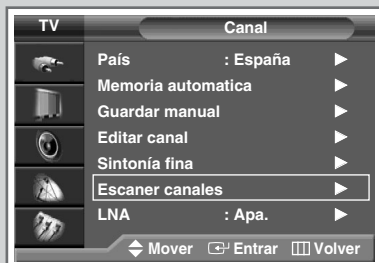 TV Canal
País : España
Memoria automatica
Guardar manual
Editar canal
Sintonía fina
Escaner canales
LNA : Apa.
Mover Entrar Volver